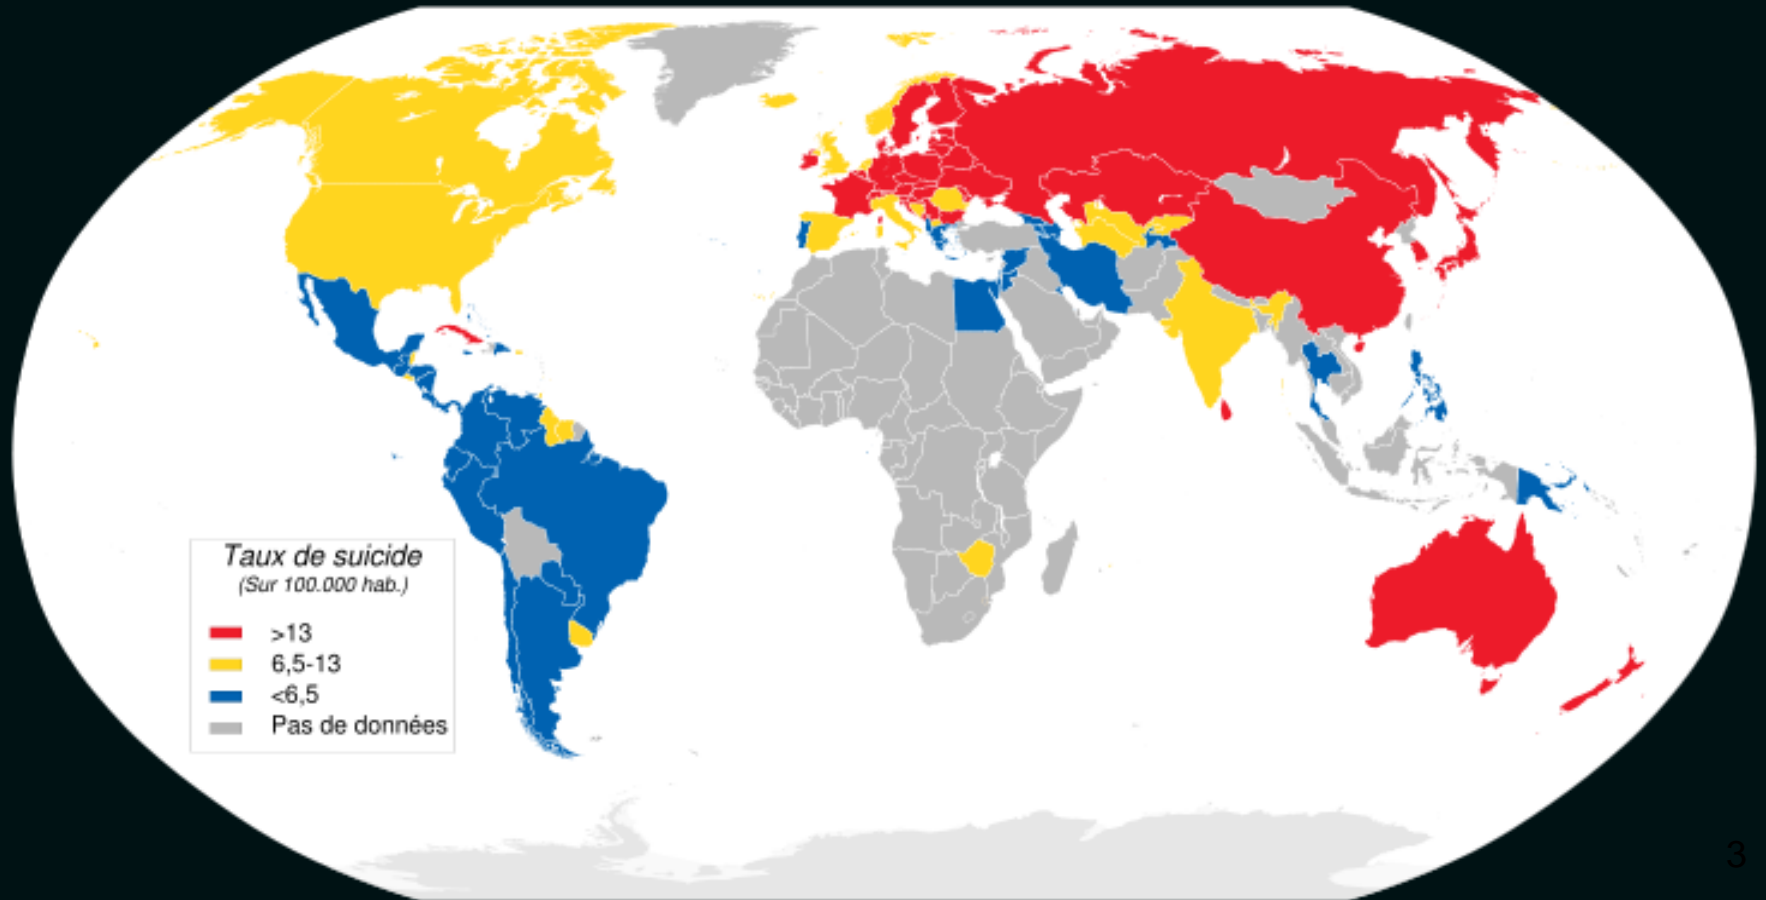 Taux de suicide
(Sur 100.000 hab.)
>13
6,5-13
<6,5
Pas de données
3